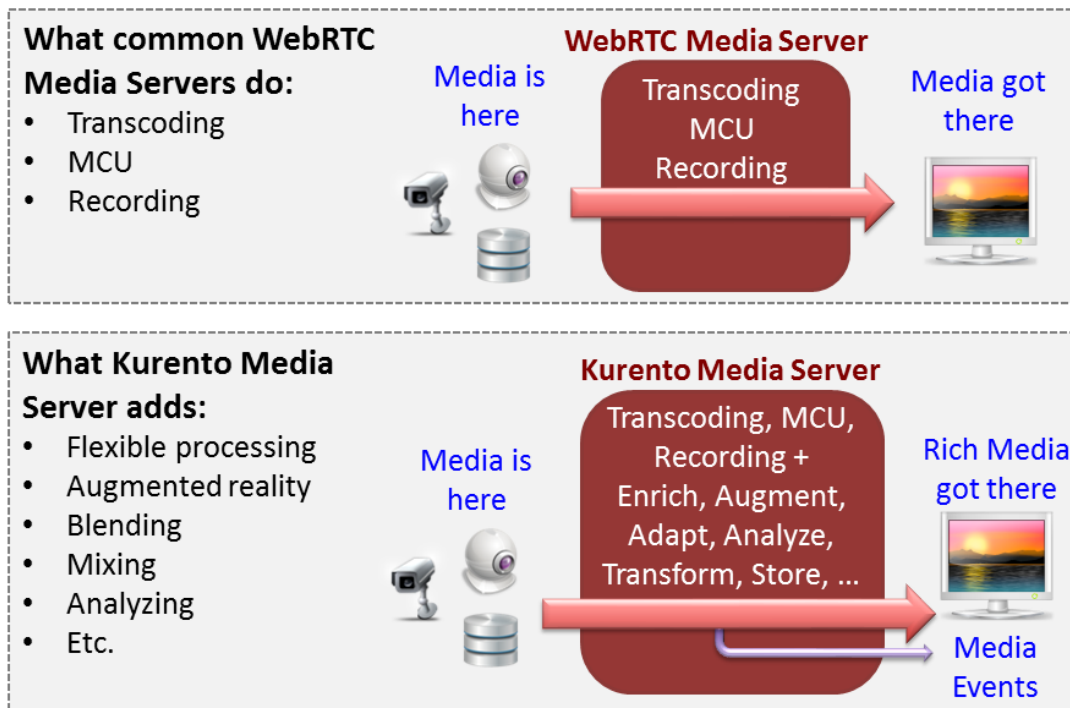 What common WebRTC
Media Servers do:
• Transcoding
• MCU
• Recording
Media is
here
WebRTC Media Server
Transcoding
MCU
Recording
Media got
there
What Kurento Media
Server adds:
• Flexible processing
• Augmented reality
• Blending
• Mixing
• Analyzing
• Etc.
Media is
here
Kurento Media Server
Transcoding, MCU,
Recording +
Enrich, Augment,
Adapt, Analyze,
Transform, Store, ...
Rich Media
got there
Media
Events